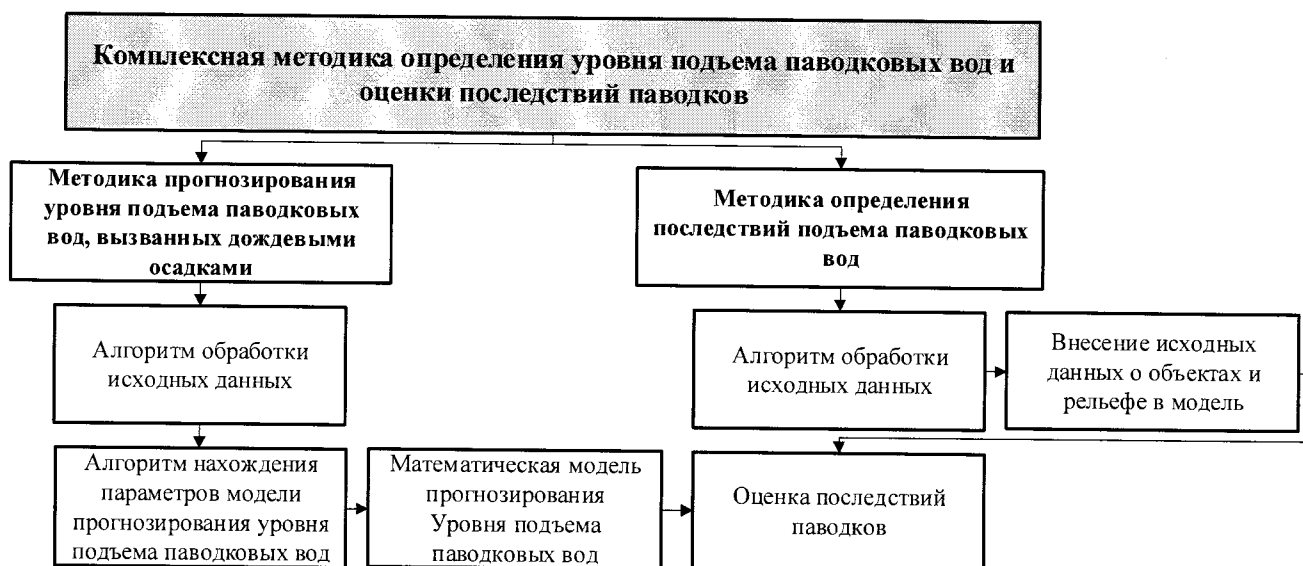 Комплексная методика определения уровня подъема паводковых вод и
оценки последствий паводков
Методика прогнозирования
уровня подъема паводковых
вод, вызванных дождевыми
осадками
Методика определения
последствий подъема паводковых
вод
Алгоритм обработки
исходных данных
Алгоритм обработки
исходных данных
Внесение исходных
данных о объектах и
рельефе в модель
Алгоритм нахождения
параметров модели
прогнозирования уровня
подъема паводковых вод
Математическая модель
прогнозирования
Уровня подъема
паводковых вод
Оценка последствий
паводков